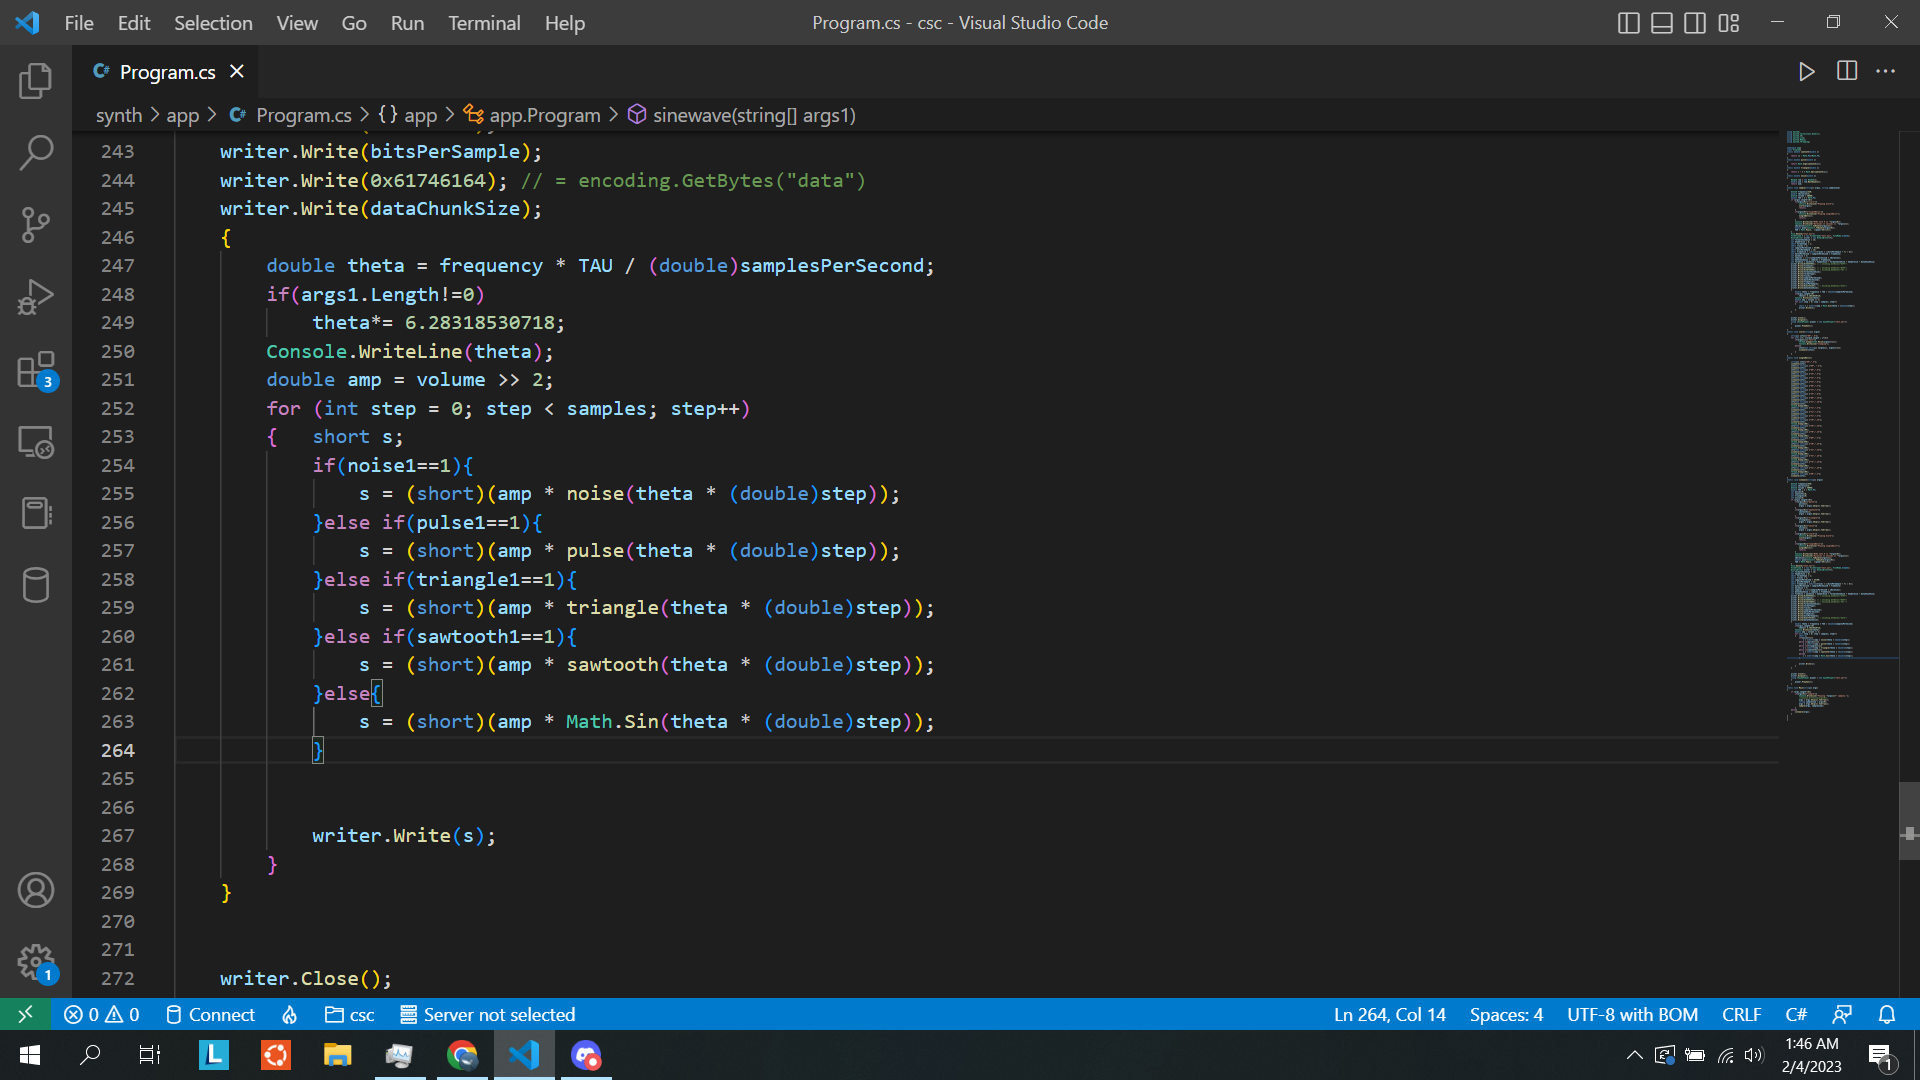 File Edit Selection View Go Run Terminal Help Program.cs - csc - Visual Studio Code
Program.cs
synth > app > Program.cs > {} app > app.Program > sinewave(string[] args1)
243 writer.Write(bitsPerSample);
244 writer.Write(0x61746164); // = encoding.GetBytes("data")
245 writer.Write(dataChunkSize);
246 {
247 double theta = frequency * TAU / (double)samplesPerSecond;
248 if(args1.Length!=0)
249 theta*= 6.28318530718;
250 Console.WriteLine(theta);
251 double amp = volume >> 2;
252 for (int step = 0; step < samples; step++)
253 { short s;
254 if(noise1==1){
255 s = (short)(amp * noise(theta * (double)step));
256 }else if(pulse1==1){
257 s = (short)(amp * pulse(theta * (double)step));
258 }else if(triangle1==1){
259 s = (short)(amp * triangle(theta * (double)step));
260 }else if(sawtooth1==1){
261 s = (short)(amp * sawtooth(theta * (double)step));
262 }else{
263 s = (short)(amp * Math.Sin(theta * (double)step));
264 }
265
266
267 writer.Write(s);
268 }
269 }
270
271
272 writer.Close();
3
1
0 0 Connect csc Server not selected Ln 264, Col 14 Spaces: 4 UTF-8 with BOM CRLF C#
L
1:46 AM
2/4/2023
1